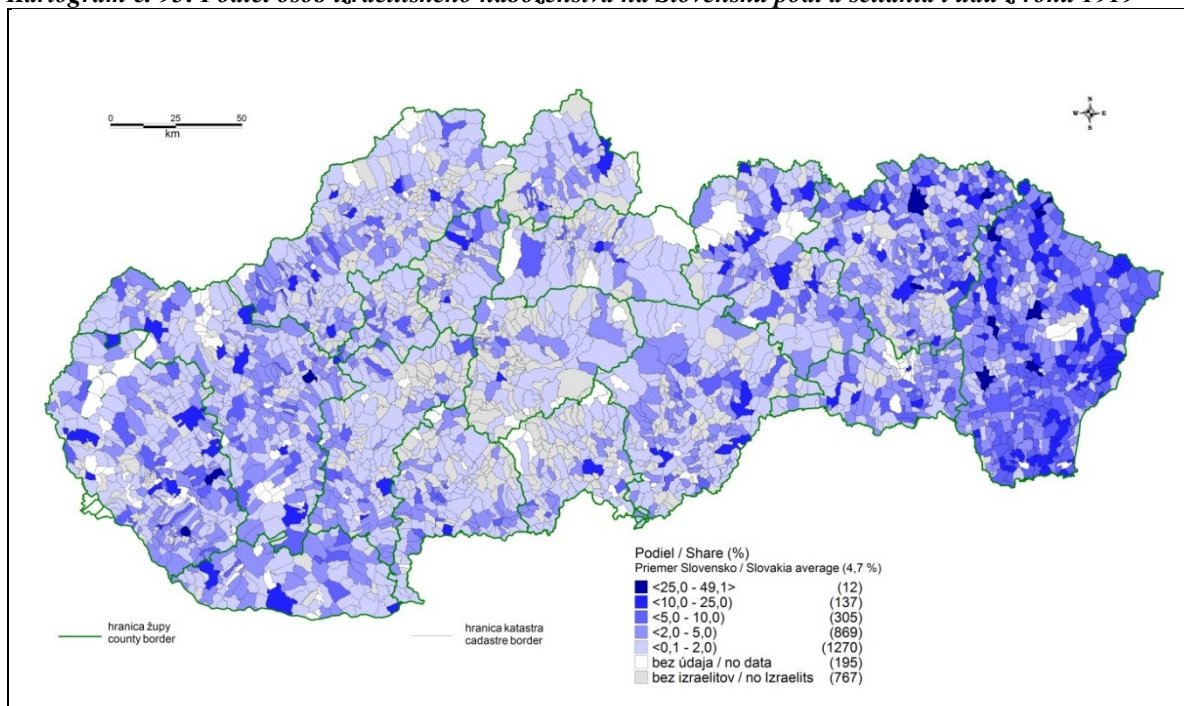 0 25 50
km
N
W E
S
Podiel / Share (%)
Priemer Slovensko / Slovakia average (4,7 %)
<25,0 - 49,1> (12)
<10,0 - 25,0) (137)
<5,0 - 10,0) (305)
<2,0 - 5,0) (869)
<0,1 - 2,0) (1270)
bez údaja / no data (195)
bez izraelitov / no Izraelits (767)
hranica župy
county border
hranica katastra
cadastre border